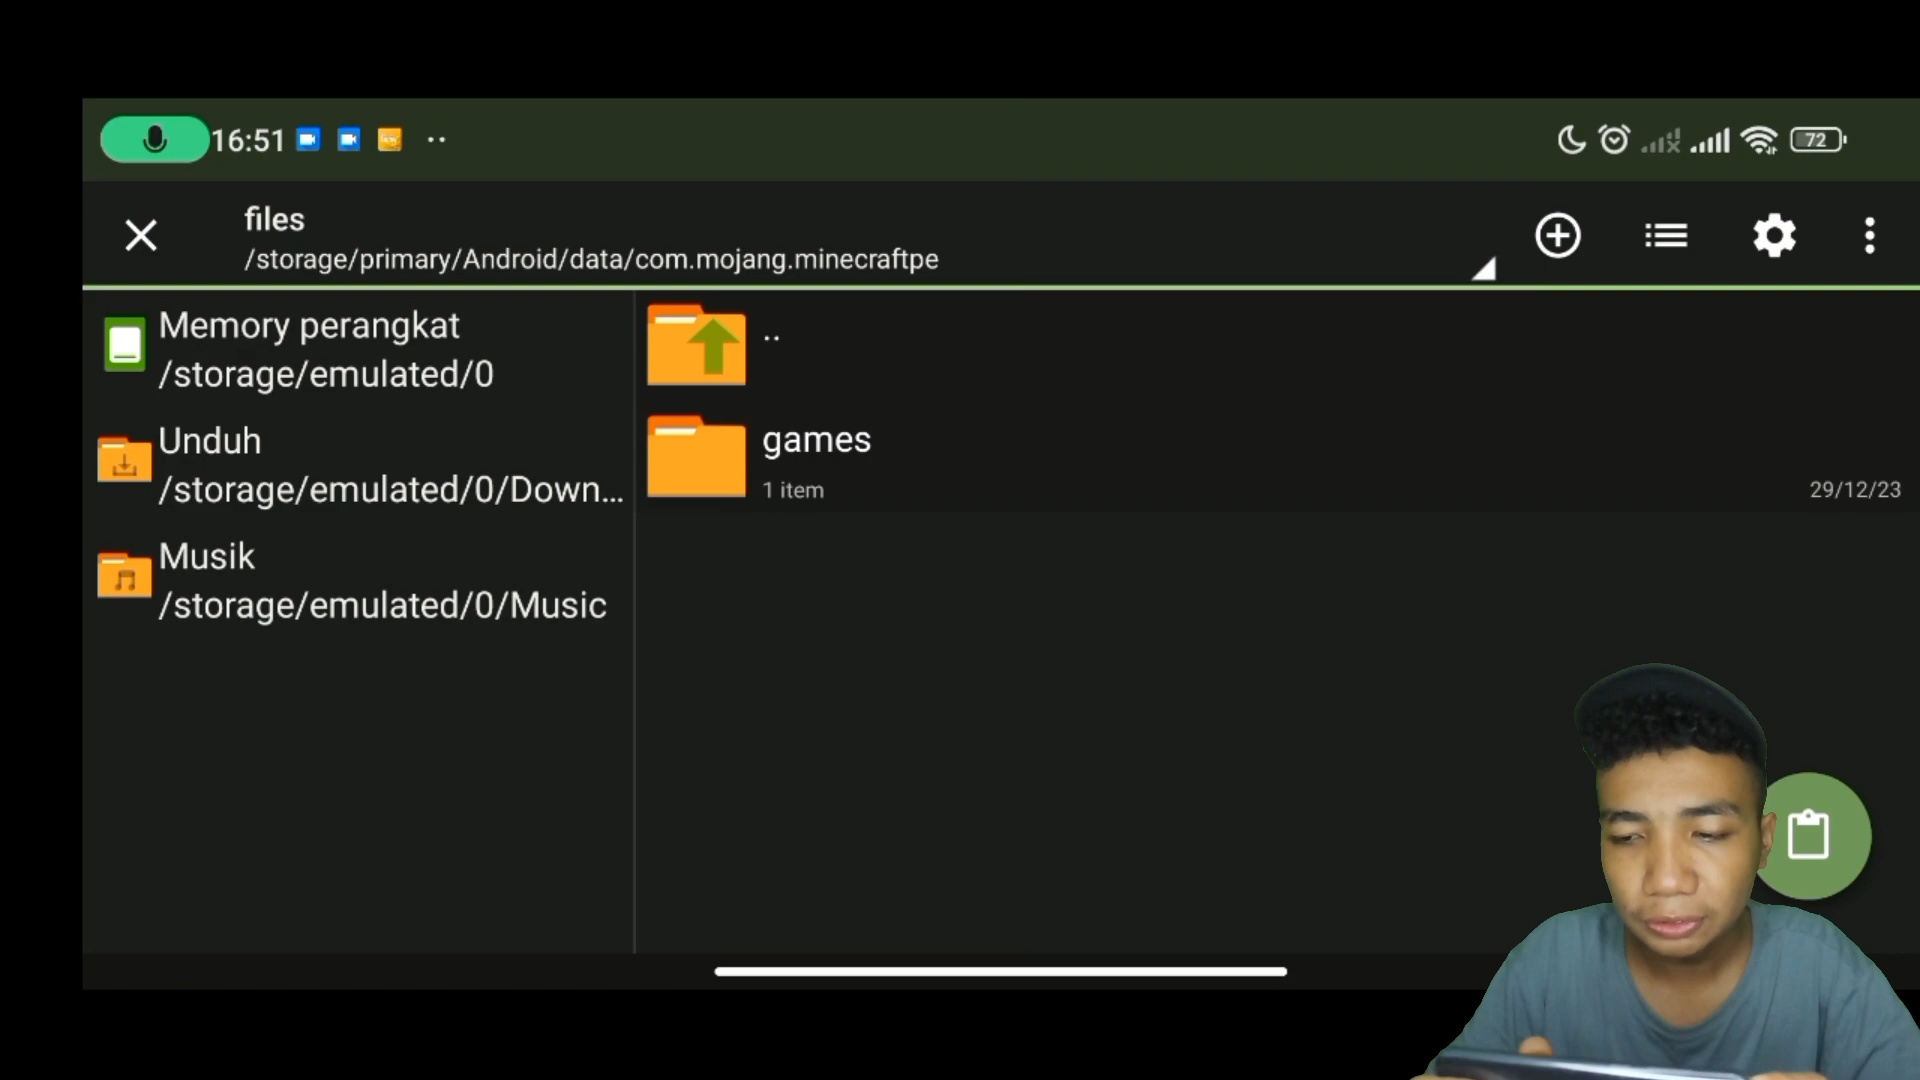 16:51
72
files
/storage/primary/Android/data/com.mojang.minecraftpe
Memory perangkat
/storage/emulated/0
Unduh
/storage/emulated/0/Down...
Musik
/storage/emulated/0/Music
..
games
1 item
29/12/23